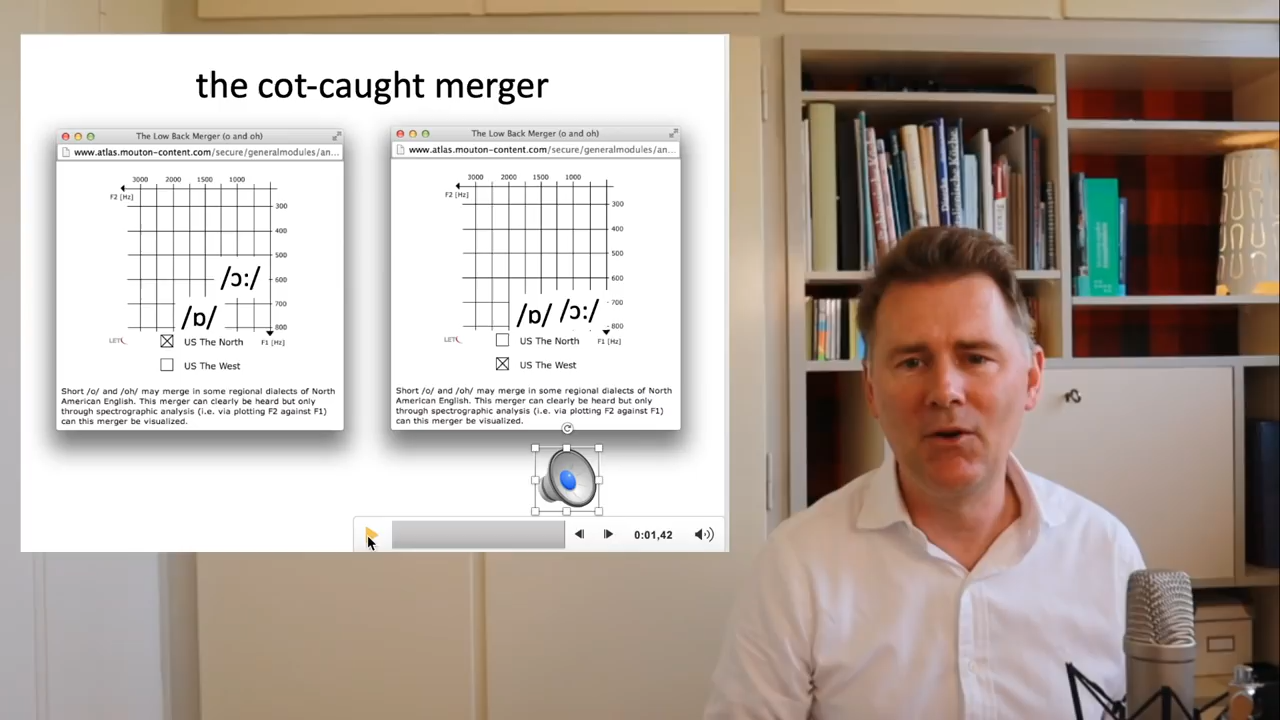 the cot-caught merger
The Low Back Merger (o and oh)
www.atlas.mouton-content.com/secure/generalmodules/an...
3000 2000 1500 1000
F2 [Hz]
300
400
500
/ɔː/
600
700
/ɒ/
800
F1 [Hz]
US The North
US The West
Short /o/ and /oh/ may merge in some regional dialects of North
American English. This merger can clearly be heard but only
through spectrographic analysis (i.e. via plotting F2 against F1)
can this merger be visualized.
The Low Back Merger (o and oh)
www.atlas.mouton-content.com/secure/generalmodules/an...
3000 2000 1500 1000
F2 [Hz]
300
400
500
600
700
/ɒ/ /ɔː/
800
F1 [Hz]
US The North
US The West
Short /o/ and /oh/ may merge in some regional dialects of North
American English. This merger can clearly be heard but only
through spectrographic analysis (i.e. via plotting F2 against F1)
can this merger be visualized.
0:01,42